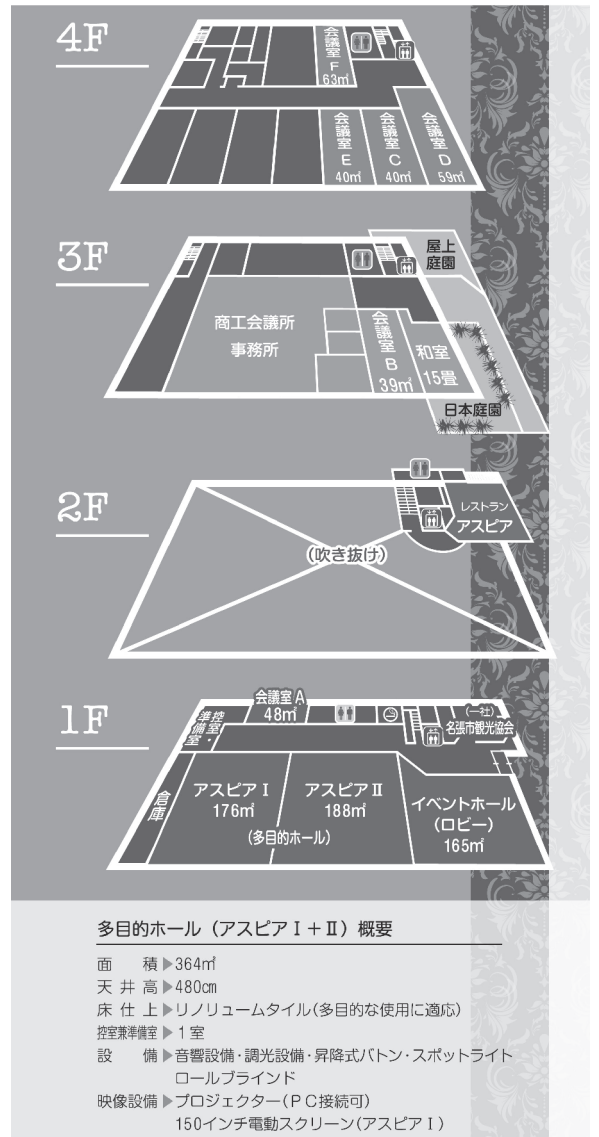 4F
会議室F
63㎡
会議室E
40㎡
会議室C
40㎡
会議室D
59㎡
3F
屋上
庭園
商工会議所
事務所
会議室B
39㎡
和室
15畳
日本庭園
2F
レストラン
アスピア
(吹き抜け)
1F
控室・
準備室
会議室A
48㎡
(一社)
名張市観光協会
倉庫
アスピアⅠ
176㎡
アスピアⅡ
188㎡
(多目的ホール)
イベントホール
(ロビー)
165㎡
多目的ホール(アスピアⅠ+Ⅱ)概要
面積▶364㎡
天井高▶480㎝
床仕上▶リノリュームタイル(多目的な使用に適応)
控室兼準備室▶1室
設備▶音響設備・調光設備・昇降式バトン・スポットライト
ロールブラインド
映像設備▶プロジェクター(PC接続可)
150インチ電動スクリーン(アスピアⅠ)